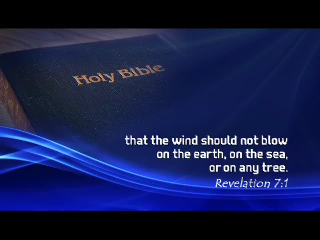 Holy Bible
that the wind should not blow
on the earth, on the sea,
or on any tree.
Revelation 7:1